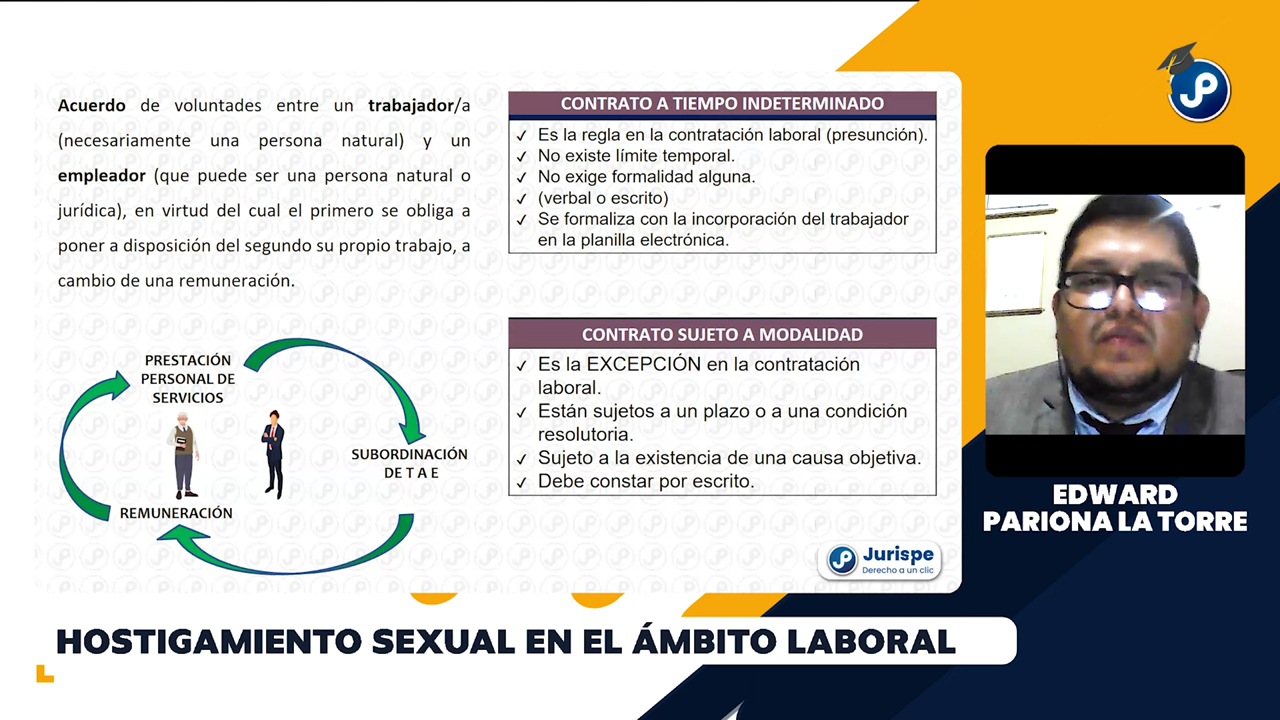 Acuerdo de voluntades entre un trabajador/a
(necesariamente una persona natural) y un
empleador (que puede ser una persona natural o
jurídica), en virtud del cual el primero se obliga a
poner a disposición del segundo su propio trabajo, a
cambio de una remuneración.
PRESTACIÓN
PERSONAL DE
SERVICIOS
SUBORDINACIÓN
DE T A E
REMUNERACIÓN
CONTRATO A TIEMPO INDETERMINADO
✓ Es la regla en la contratación laboral (presunción).
✓ No existe límite temporal.
✓ No exige formalidad alguna.
✓ (verbal o escrito)
✓ Se formaliza con la incorporación del trabajador
en la planilla electrónica.
CONTRATO SUJETO A MODALIDAD
✓ Es la EXCEPCIÓN en la contratación
laboral.
✓ Están sujetos a un plazo o a una condición
resolutoria.
✓ Sujeto a la existencia de una causa objetiva.
✓ Debe constar por escrito.
JP Jurispe
Derecho a un clic
JP
EDWARD
PARIONA LA TORRE
HOSTIGAMIENTO SEXUAL EN EL ÁMBITO LABORAL